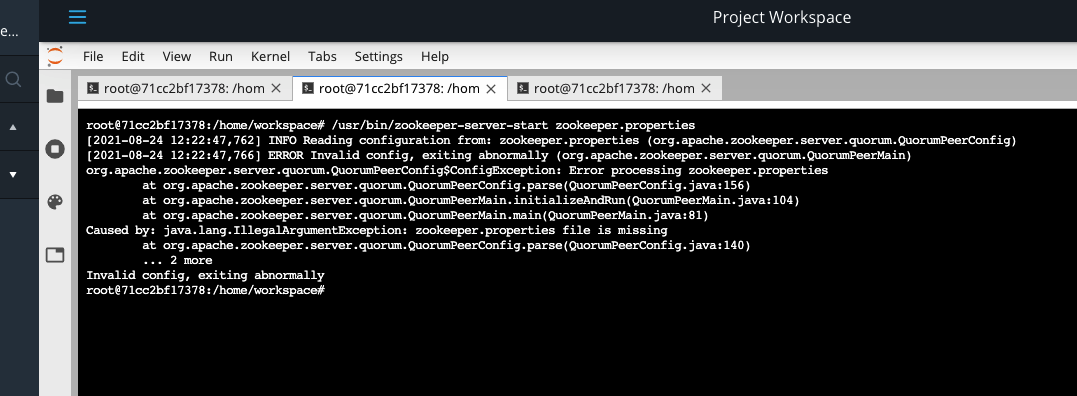 Project Workspace
e...
File Edit View Run Kernel Tabs Settings Help
root@71cc2bf17378: /hom root@71cc2bf17378: /hom root@71cc2bf17378: /hom
root@71cc2bf17378:/home/workspace# /usr/bin/zookeeper-server-start zookeeper.properties
[2021-08-24 12:22:47,762] INFO Reading configuration from: zookeeper.properties (org.apache.zookeeper.server.quorum.QuorumPeerConfig)
[2021-08-24 12:22:47,766] ERROR Invalid config, exiting abnormally (org.apache.zookeeper.server.quorum.QuorumPeerMain)
org.apache.zookeeper.server.quorum.QuorumPeerConfig$ConfigException: Error processing zookeeper.properties
at org.apache.zookeeper.server.quorum.QuorumPeerConfig.parse(QuorumPeerConfig.java:156)
at org.apache.zookeeper.server.quorum.QuorumPeerMain.initializeAndRun(QuorumPeerMain.java:104)
at org.apache.zookeeper.server.quorum.QuorumPeerMain.main(QuorumPeerMain.java:81)
Caused by: java.lang.IllegalArgumentException: zookeeper.properties file is missing
at org.apache.zookeeper.server.quorum.QuorumPeerConfig.parse(QuorumPeerConfig.java:140)
... 2 more
Invalid config, exiting abnormally
root@71cc2bf17378:/home/workspace#